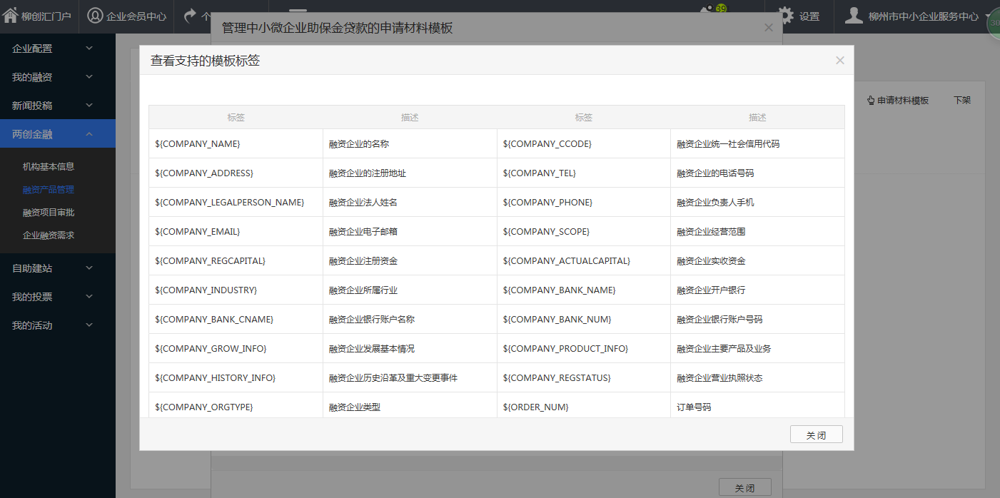 柳创汇门户 企业会员中心 个 39 设置 柳州市中小企业服务中心 30
管理中小微企业助保金贷款的申请材料模板
企业配置
我的融资
新闻投稿
两创金融
机构基本信息
融资产品管理
融资项目审批
企业融资需求
自助建站
我的投票
我的活动
申请材料模板 下架
查看支持的模板标签
标签 描述 标签 描述
${COMPANY_NAME} 融资企业的名称 ${COMPANY_CCODE} 融资企业统一社会信用代码
${COMPANY_ADDRESS} 融资企业的注册地址 ${COMPANY_TEL} 融资企业的电话号码
${COMPANY_LEGALPERSON_NAME} 融资企业法人姓名 ${COMPANY_PHONE} 融资企业负责人手机
${COMPANY_EMAIL} 融资企业电子邮箱 ${COMPANY_SCOPE} 融资企业经营范围
${COMPANY_REGCAPITAL} 融资企业注册资金 ${COMPANY_ACTUALCAPITAL} 融资企业实收资金
${COMPANY_INDUSTRY} 融资企业所属行业 ${COMPANY_BANK_NAME} 融资企业开户银行
${COMPANY_BANK_CNAME} 融资企业银行账户名称 ${COMPANY_BANK_NUM} 融资企业银行账户号码
${COMPANY_GROW_INFO} 融资企业发展基本情况 ${COMPANY_PRODUCT_INFO} 融资企业主要产品及业务
${COMPANY_HISTORY_INFO} 融资企业历史沿革及重大变更事件 ${COMPANY_REGSTATUS} 融资企业营业执照状态
${COMPANY_ORGTYPE} 融资企业类型 ${ORDER_NUM} 订单号码
关闭
关闭